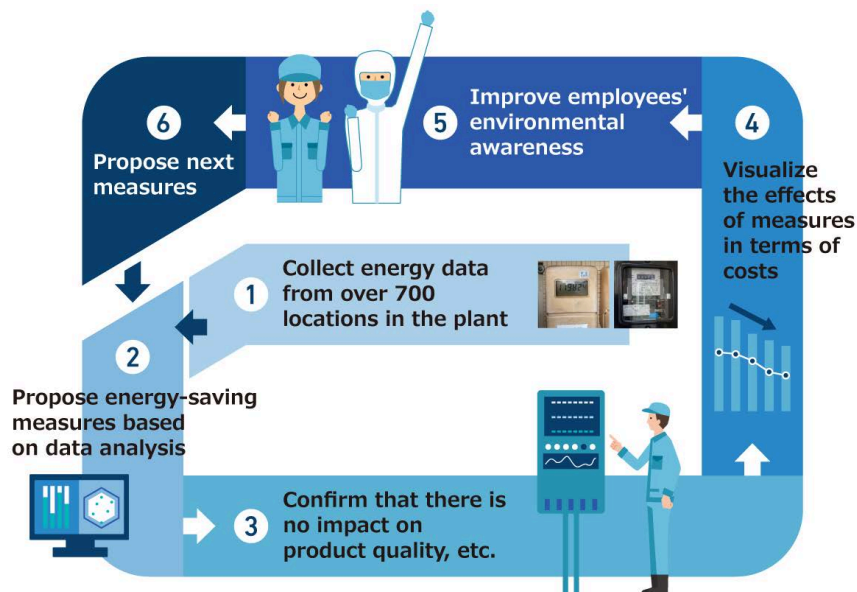 1
Collect energy data
from over 700
locations in the plant
2
Propose energy-saving
measures based
on data analysis
3
Confirm that there is
no impact on
product quality, etc.
4
Visualize
the effects
of measures
in terms of
costs
5
Improve employees'
environmental
awareness
6
Propose next
measures